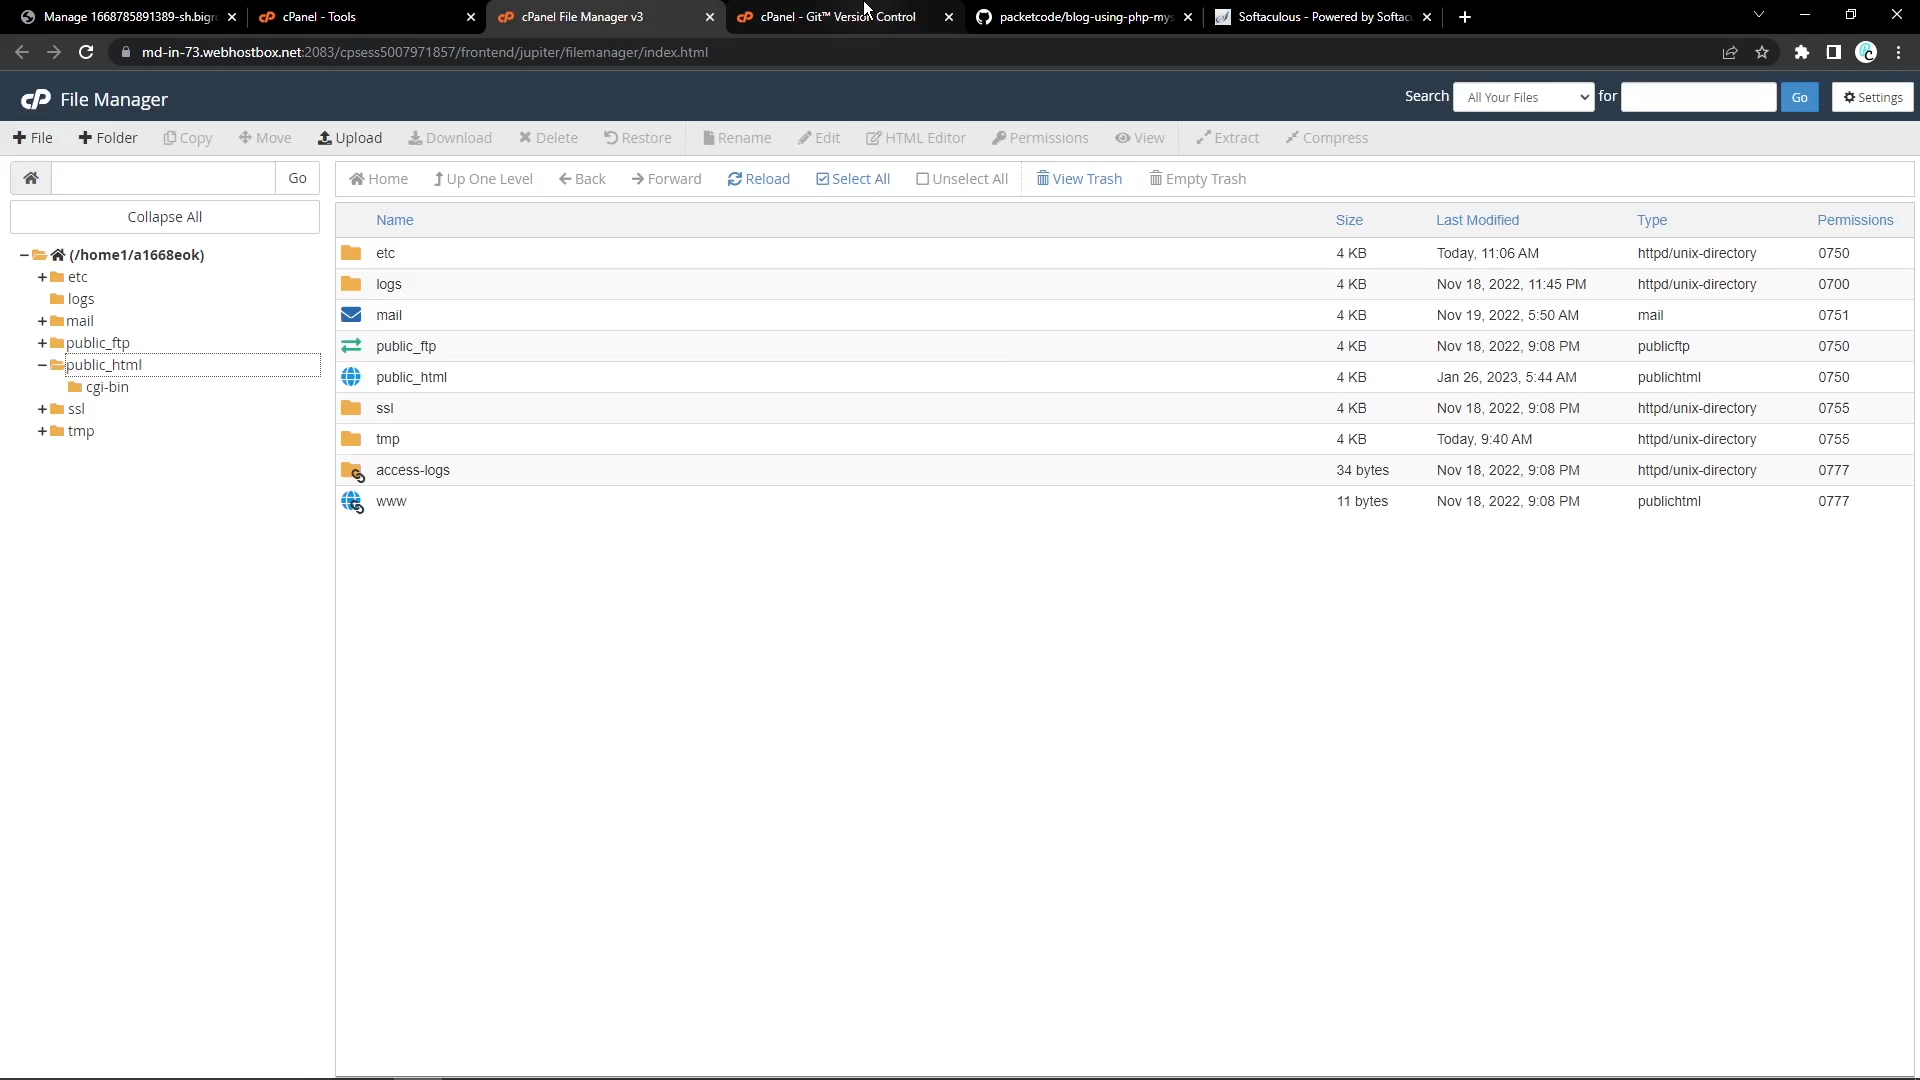 Manage 1668785891389-sh.bigro
cPanel - Tools
cPanel File Manager v3
cPanel - Git™ Version Control
packetcode/blog-using-php-mys
Softaculous - Powered by Softac
md-in-73.webhostbox.net:2083/cpsess5007971857/frontend/jupiter/filemanager/index.html
cP File Manager
Search All Your Files for Go Settings
File Folder Copy Move Upload Download Delete Restore Rename Edit HTML Editor Permissions View Extract Compress
Go
Home Up One Level Back Forward Reload Select All Unselect All View Trash Empty Trash
Collapse All
(/home1/a1668eok)
etc
logs
mail
public_ftp
public_html
cgi-bin
ssl
tmp
Name Size Last Modified Type Permissions
etc 4 KB Today, 11:06 AM httpd/unix-directory 0750
logs 4 KB Nov 18, 2022, 11:45 PM httpd/unix-directory 0700
mail 4 KB Nov 19, 2022, 5:50 AM mail 0751
public_ftp 4 KB Nov 18, 2022, 9:08 PM publicftp 0750
public_html 4 KB Jan 26, 2023, 5:44 AM publichtml 0750
ssl 4 KB Nov 18, 2022, 9:08 PM httpd/unix-directory 0755
tmp 4 KB Today, 9:40 AM httpd/unix-directory 0755
access-logs 34 bytes Nov 18, 2022, 9:08 PM httpd/unix-directory 0777
www 11 bytes Nov 18, 2022, 9:08 PM publichtml 0777